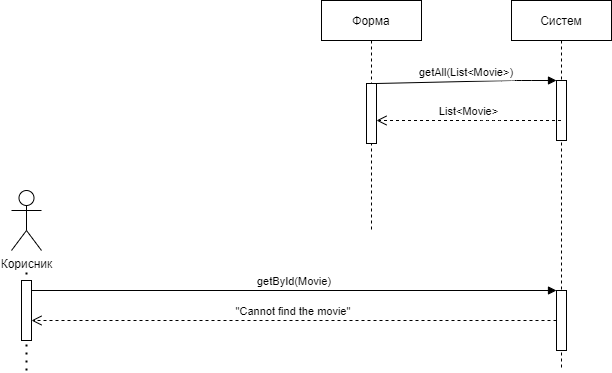 Форма
Систем
getAll(List<Movie>)
List<Movie>
Корисник
getById(Movie)
"Cannot find the movie"